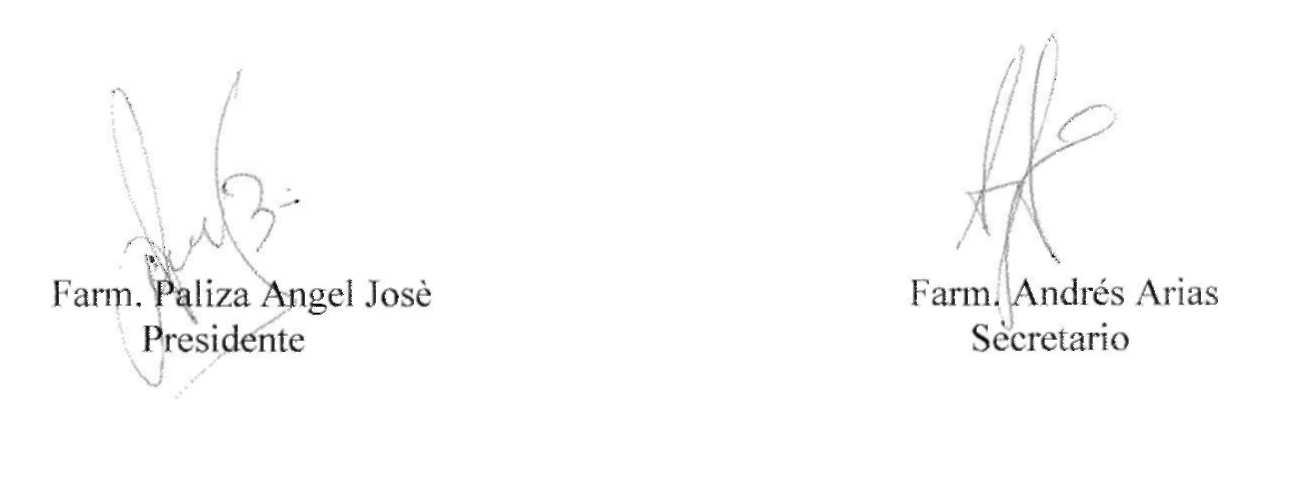 Farm. Paliza Angel Josè
Presidente
Farm. Andrés Arias
Secretario